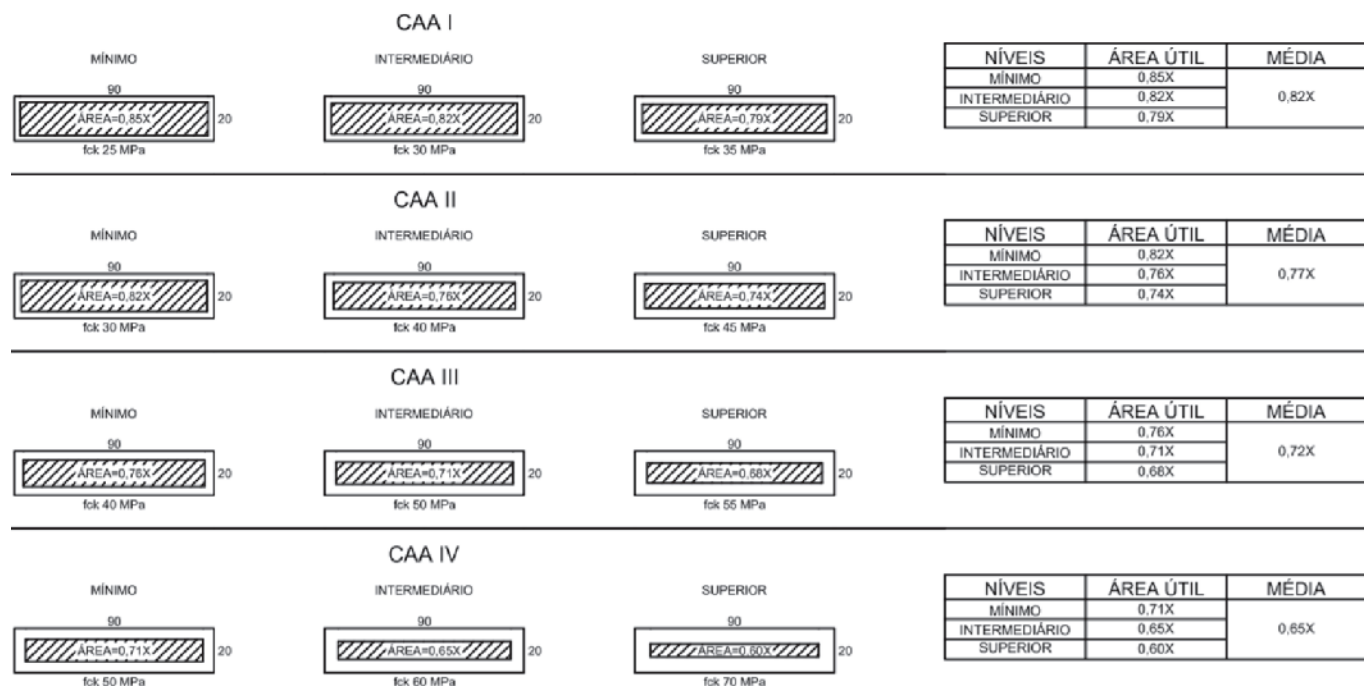 CAA I
MÍNIMO INTERMEDIÁRIO SUPERIOR
90 90 90
ÁREA=0,85X 20 ÁREA=0,82X 20 ÁREA=0,79X 20
fck 25 MPa fck 30 MPa fck 35 MPa
NÍVEIS ÁREA ÚTIL MÉDIA
MÍNIMO 0,85X
INTERMEDIÁRIO 0,82X 0,82X
SUPERIOR 0,79X
CAA II
MÍNIMO INTERMEDIÁRIO SUPERIOR
90 90 90
ÁREA=0,82X 20 ÁREA=0,76X 20 ÁREA=0,74X 20
fck 30 MPa fck 40 MPa fck 45 MPa
NÍVEIS ÁREA ÚTIL MÉDIA
MÍNIMO 0,82X
INTERMEDIÁRIO 0,76X 0,77X
SUPERIOR 0,74X
CAA III
MÍNIMO INTERMEDIÁRIO SUPERIOR
90 90 90
ÁREA=0,76X 20 ÁREA=0,71X 20 ÁREA=0,68X 20
fck 40 MPa fck 50 MPa fck 55 MPa
NÍVEIS ÁREA ÚTIL MÉDIA
MÍNIMO 0,76X
INTERMEDIÁRIO 0,71X 0,72X
SUPERIOR 0,68X
CAA IV
MÍNIMO INTERMEDIÁRIO SUPERIOR
90 90 90
ÁREA=0,71X 20 ÁREA=0,65X 20 ÁREA=0,60X 20
fck 50 MPa fck 60 MPa fck 70 MPa
NÍVEIS ÁREA ÚTIL MÉDIA
MÍNIMO 0,71X
INTERMEDIÁRIO 0,65X 0,65X
SUPERIOR 0,60X